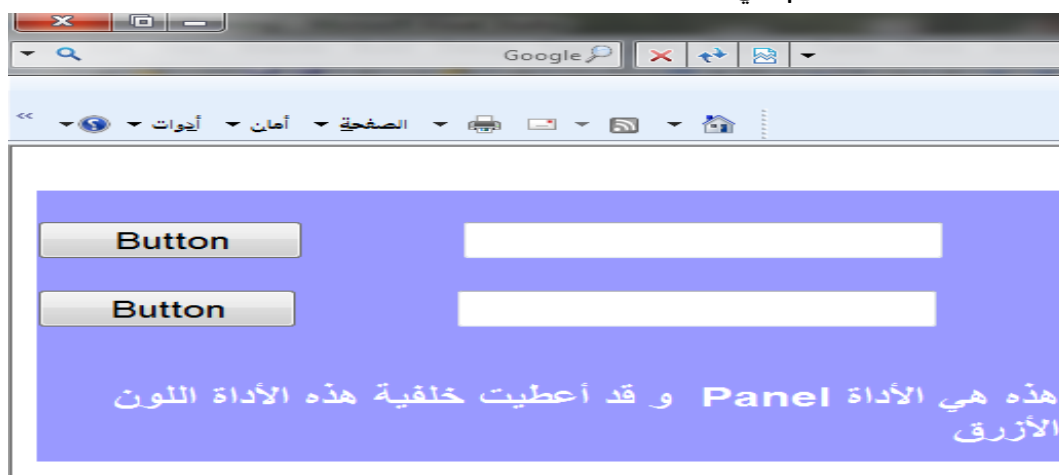 Google
الصفحة أمان أدوات
Button
Button
هذه هي الأداة Panel و قد أعطيت خلفية هذه الأداة اللون
الأزرق